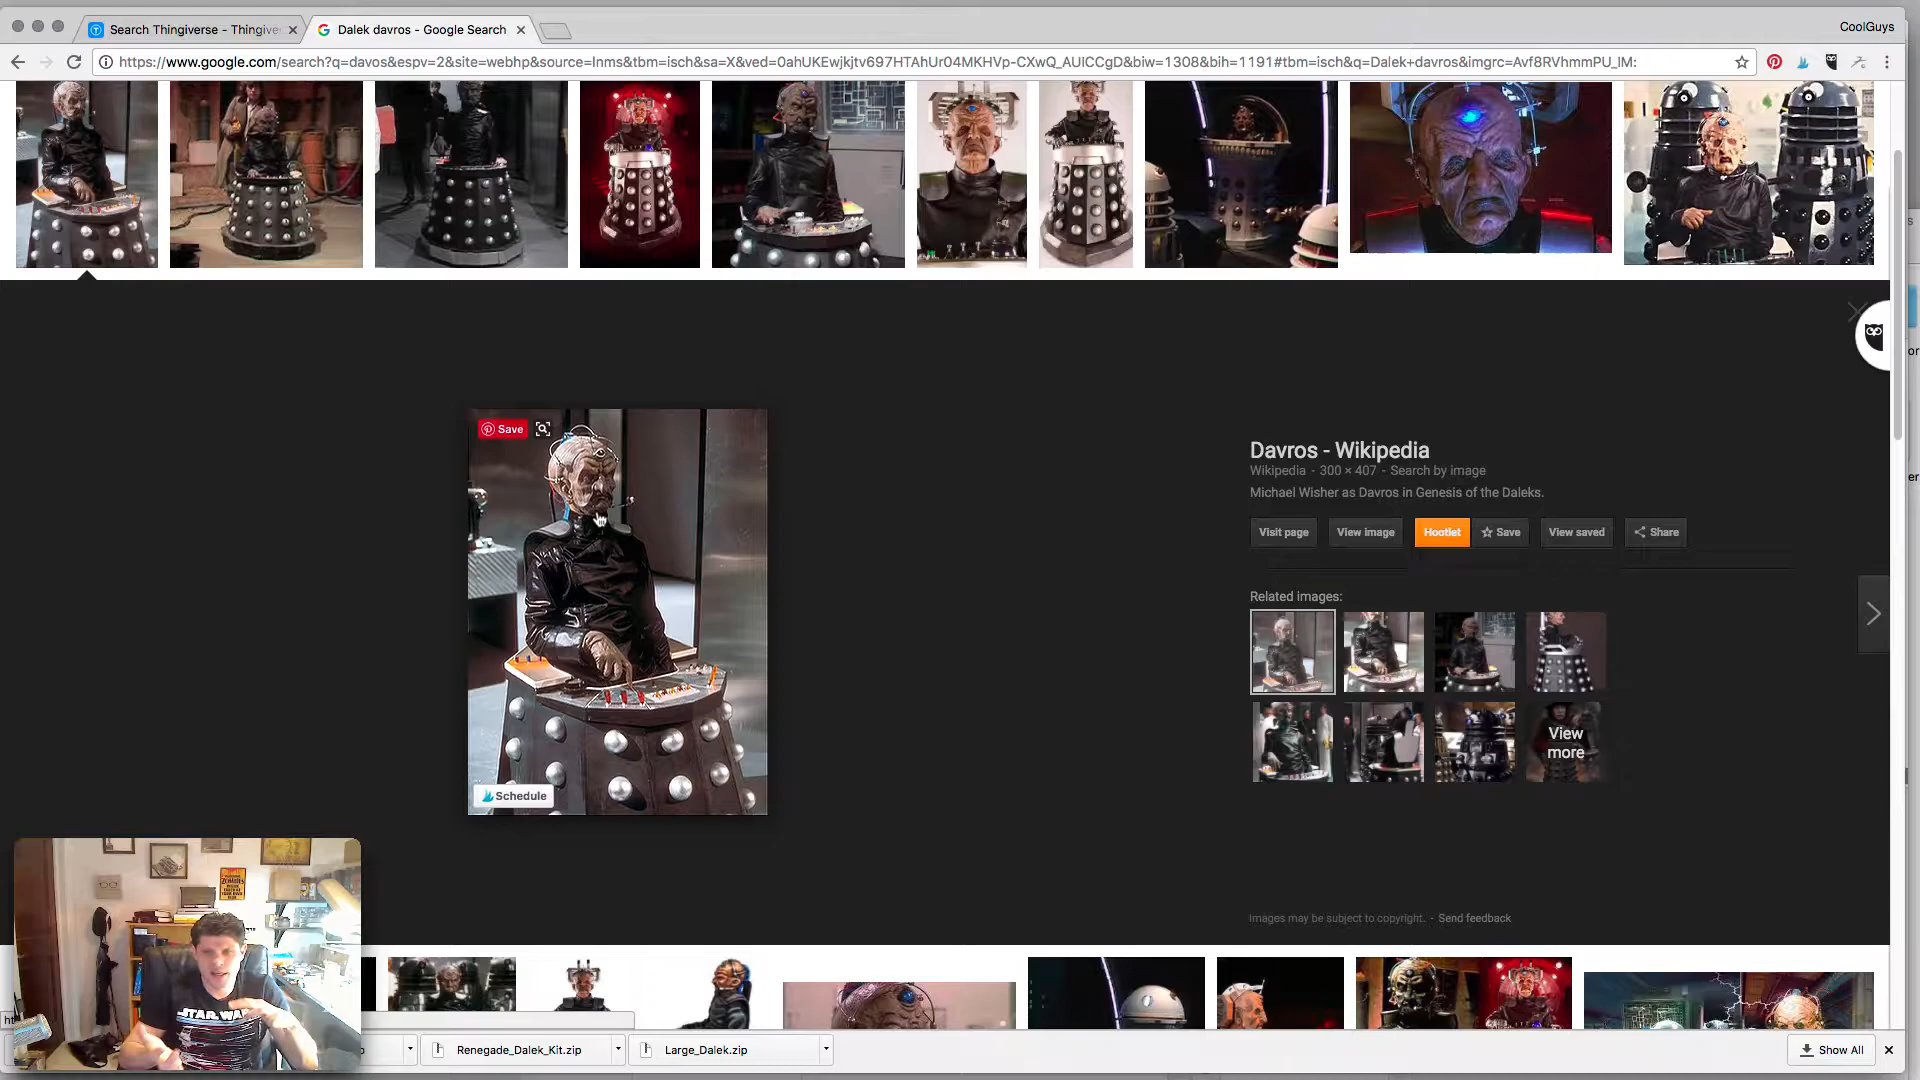 CoolGuys
Search Thingiverse - Thingive
Dalek davros - Google Search
https://www.google.com/search?q=davos&espv=2&site=webhp&source=lnms&tbm=isch&sa=X&ved=0ahUKEwjkjtv697HTAhUr04MKHVp-CXwQ_AUICCgD&biw=1308&bih=1191#tbm=isch&q=Dalek+davros&imgrc=Avf8RVhmmPU_lM:
Save
Davros - Wikipedia
Wikipedia - 300 × 407 - Search by image
Michael Wisher as Davros in Genesis of the Daleks.
Visit page
View image
Hootlet
Save
View saved
Share
Related images:
View
more
Schedule
Images may be subject to copyright. - Send feedback
STAR WA
Renegade_Dalek_Kit.zip
Large_Dalek.zip
Show All